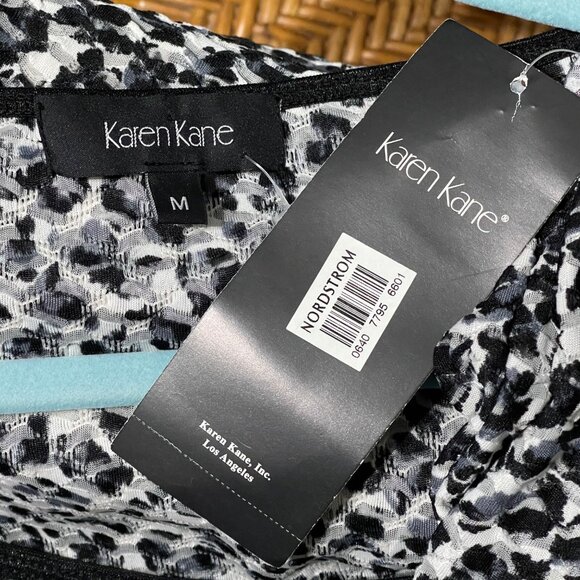 Karen Kane
M
Karen Kane®
NORDSTROM
0640 7795 6601
Karen Kane, Inc.
Los Angeles